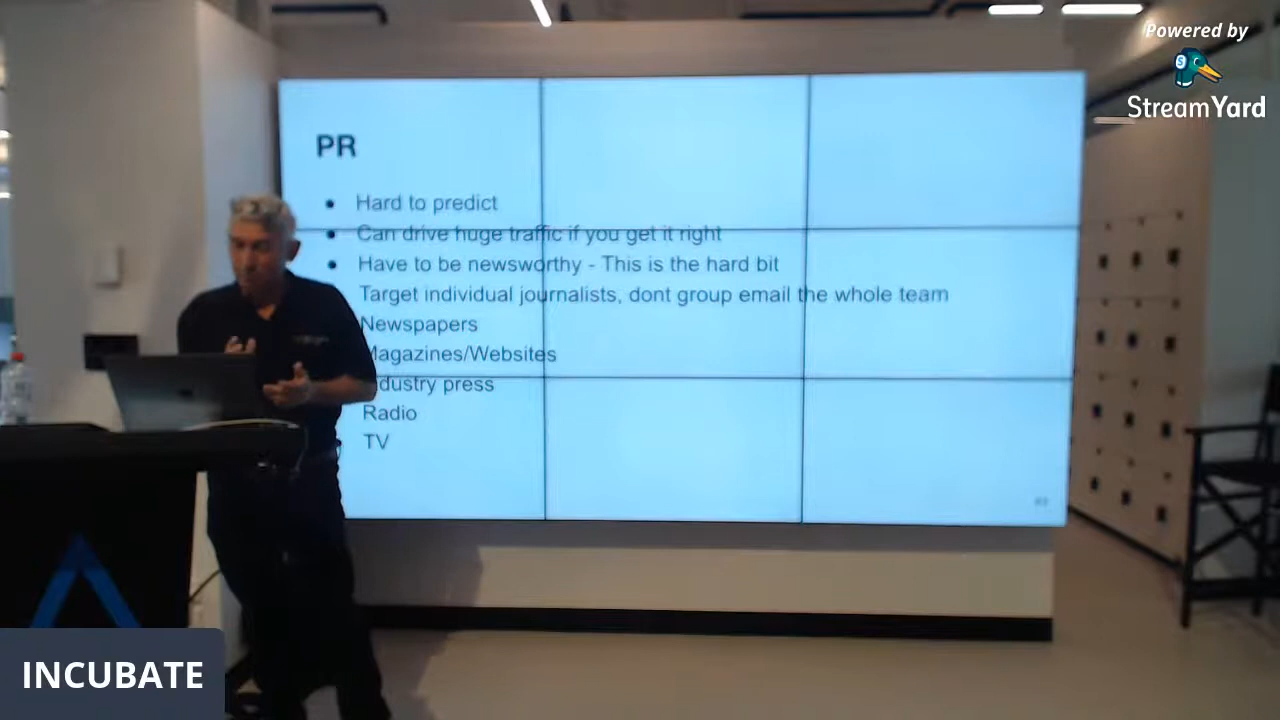 Powered by
StreamYard
PR
Hard to predict
Can drive huge traffic if you get it right
Have to be newsworthy - This is the hard bit
Target individual journalists, dont group email the whole team
Newspapers
Magazines/Websites
Industry press
Radio
TV
INCUBATE